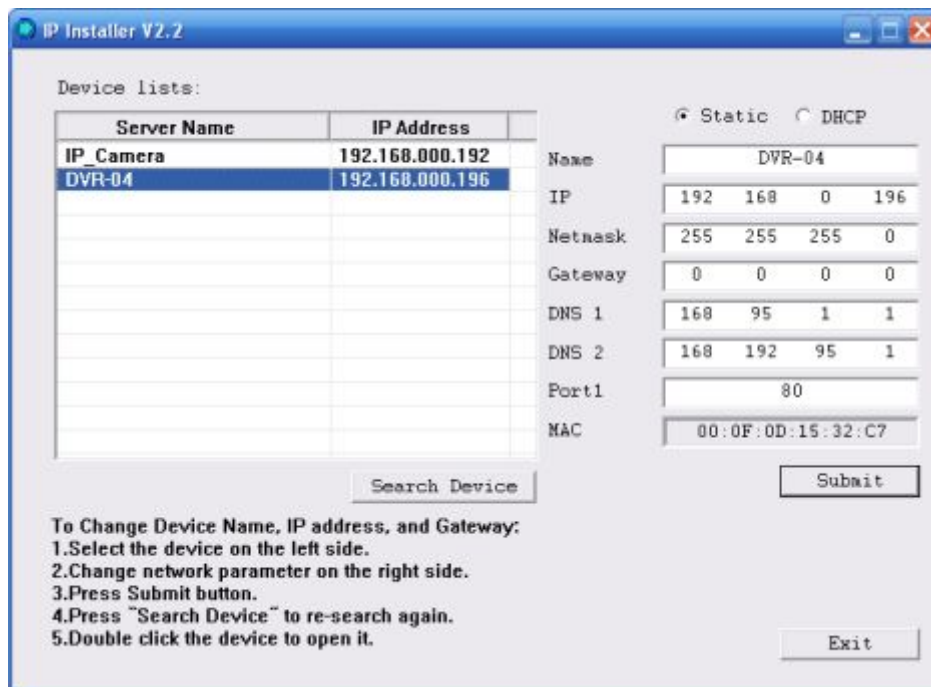 IP Installer V2.2
Device lists:
Server Name IP Address
IP_Camera 192.168.000.192
DVR-04 192.168.000.196
Search Device
Static DHCP
Name DVR-04
IP 192 168 0 196
Netmask 255 255 255 0
Gateway 0 0 0 0
DNS 1 168 95 1 1
DNS 2 168 192 95 1
Port1 80
MAC 00:0F:0D:15:32:C7
Submit
To Change Device Name, IP address, and Gateway:
1.Select the device on the left side.
2.Change network parameter on the right side.
3.Press Submit button.
4.Press ˝Search Device˝ to re-search again.
5.Double click the device to open it.
Exit